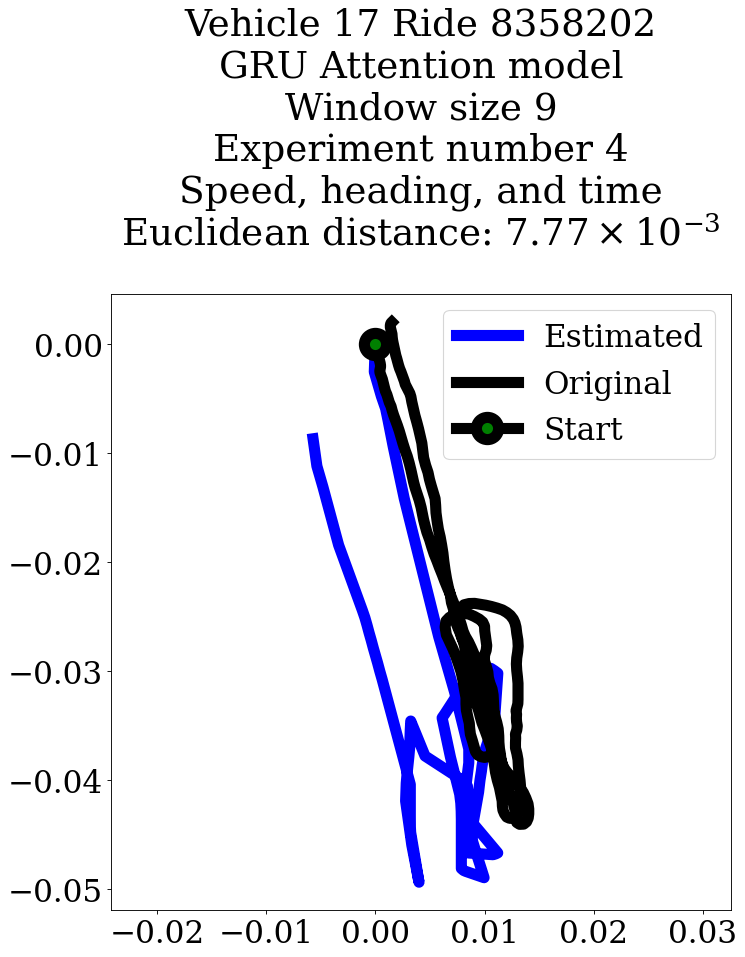 Vehicle 17 Ride 8358202
GRU Attention model
Window size 9
Experiment number 4
Speed, heading, and time
Euclidean distance: 7.77 × 10⁻³
Estimated
Original
Start
0.00
−0.01
−0.02
−0.03
−0.04
−0.05
−0.02 −0.01 0.00 0.01 0.02 0.03